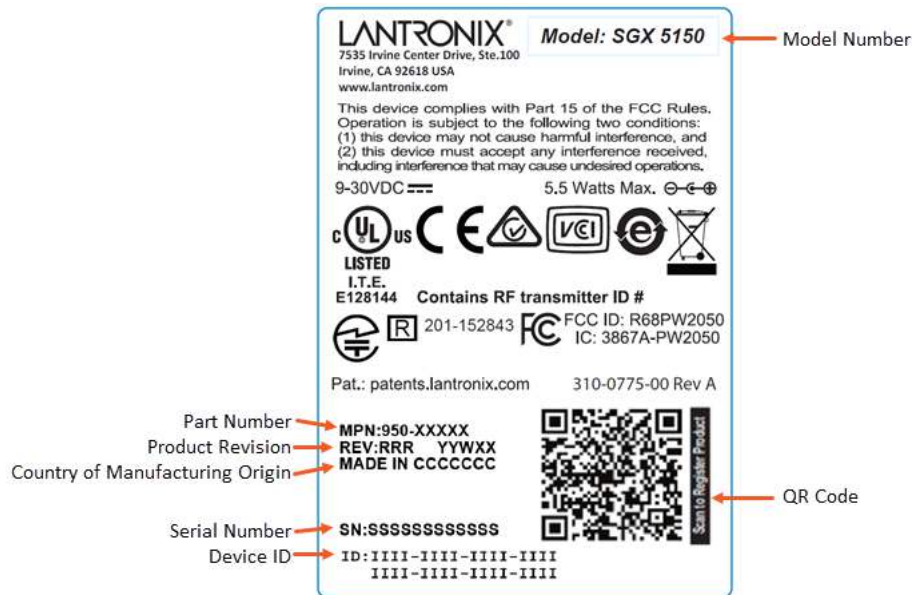 LANTRONIX®
Model: SGX 5150
Model Number
7535 Irvine Center Drive, Ste.100
Irvine, CA 92618 USA
www.lantronix.com
This device complies with Part 15 of the FCC Rules.
Operation is subject to the following two conditions:
(1) this device may not cause harmful interference, and
(2) this device must accept any interference received,
including interference that may cause undesired operations.
9-30VDC
5.5 Watts Max.
C UL US
LISTED
I.T.E.
E128144
CE
VCI
e
Contains RF transmitter ID #
R 201-152843
FC FCC ID: R68PW2050
IC: 3867A-PW2050
Pat.: patents.lantronix.com
310-0775-00 Rev A
Part Number
MPN:950-XXXXX
Product Revision
REV:RRR YYWXX
Country of Manufacturing Origin
MADE IN CCCCCCC
Scan to Register Product
QR Code
Serial Number
SN:SSSSSSSSSSSS
Device ID
ID:IIII-IIII-IIII-IIII
IIII-IIII-IIII-IIII